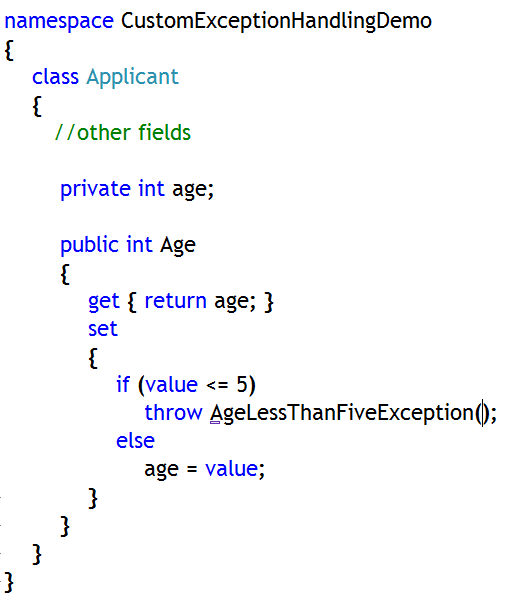 namespace CustomExceptionHandlingDemo
{
class Applicant
{
//other fields
private int age;
public int Age
{
get { return age; }
set
{
if (value <= 5)
throw AgeLessThanFiveException();
else
age = value;
}
}
}
}